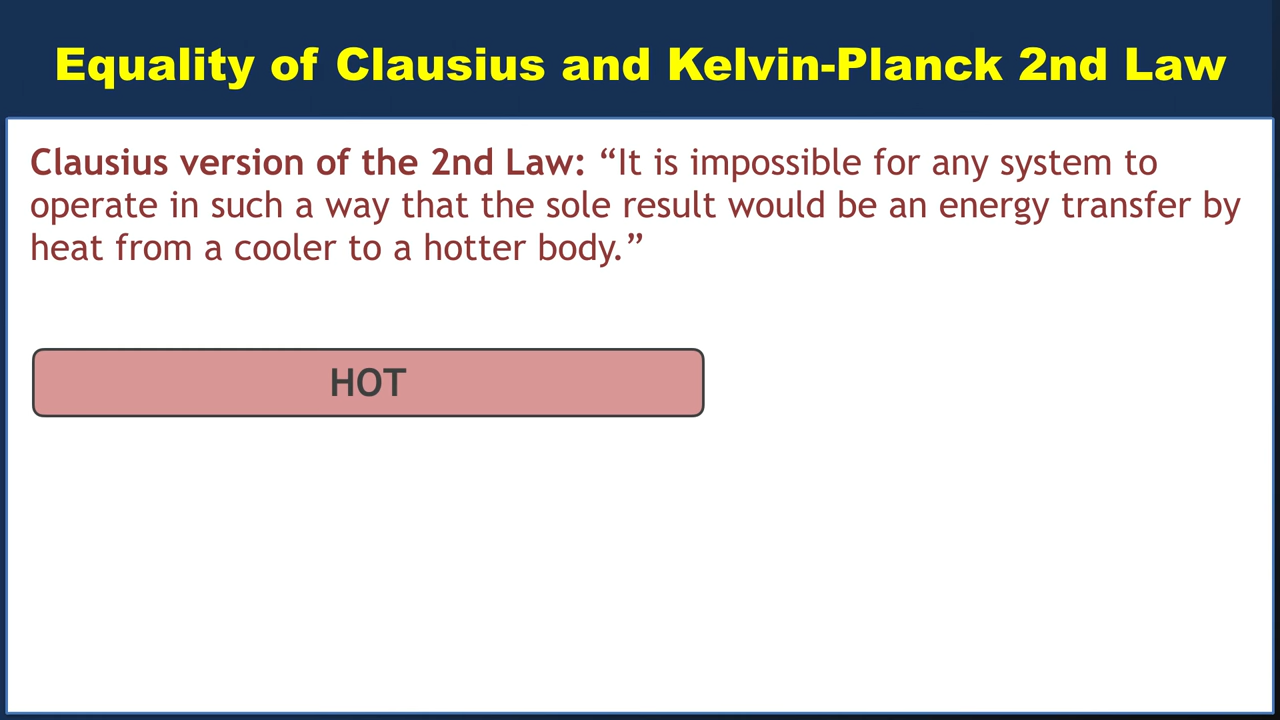 Equality of Clausius and Kelvin-Planck 2nd Law
Clausius version of the 2nd Law: “It is impossible for any system to
operate in such a way that the sole result would be an energy transfer by
heat from a cooler to a hotter body.”
HOT